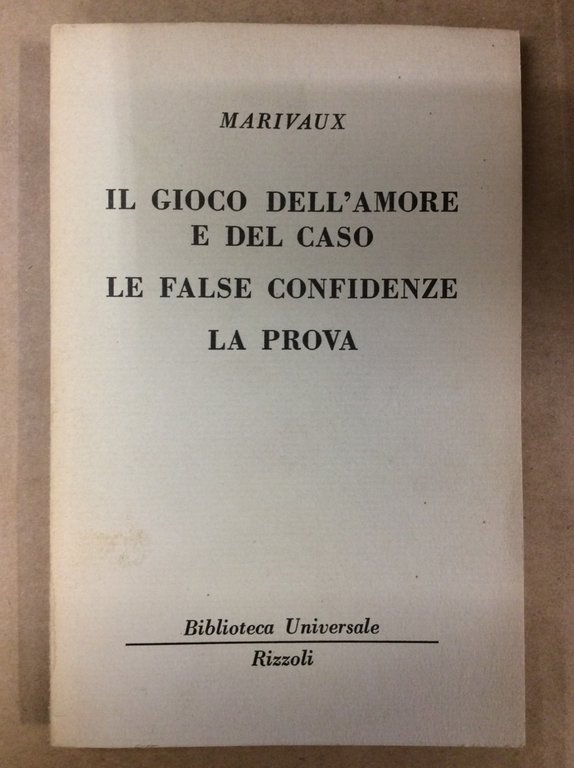 MARIVAUX
IL GIOCO DELL'AMORE
E DEL CASO
LE FALSE CONFIDENZE
LA PROVA
Biblioteca Universale
Rizzoli